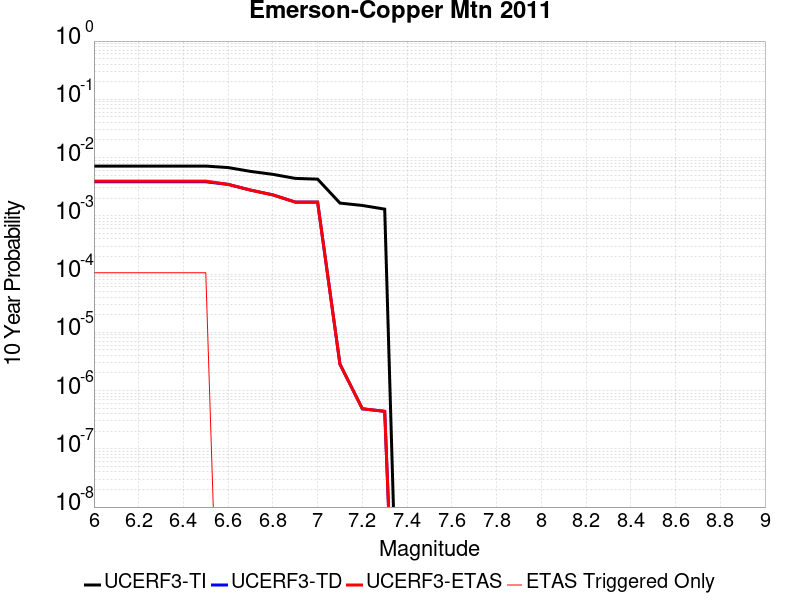 Emerson-Copper Mtn 2011
10 0
10 -1
10 -2
10 -3
10 -4
10 -5
10 -6
10 -7
10 -8
10 Year Probability
6 6.2 6.4 6.6 6.8 7 7.2 7.4 7.6 7.8 8 8.2 8.4 8.6 8.8 9
Magnitude
UCERF3-TI UCERF3-TD UCERF3-ETAS ETAS Triggered Only